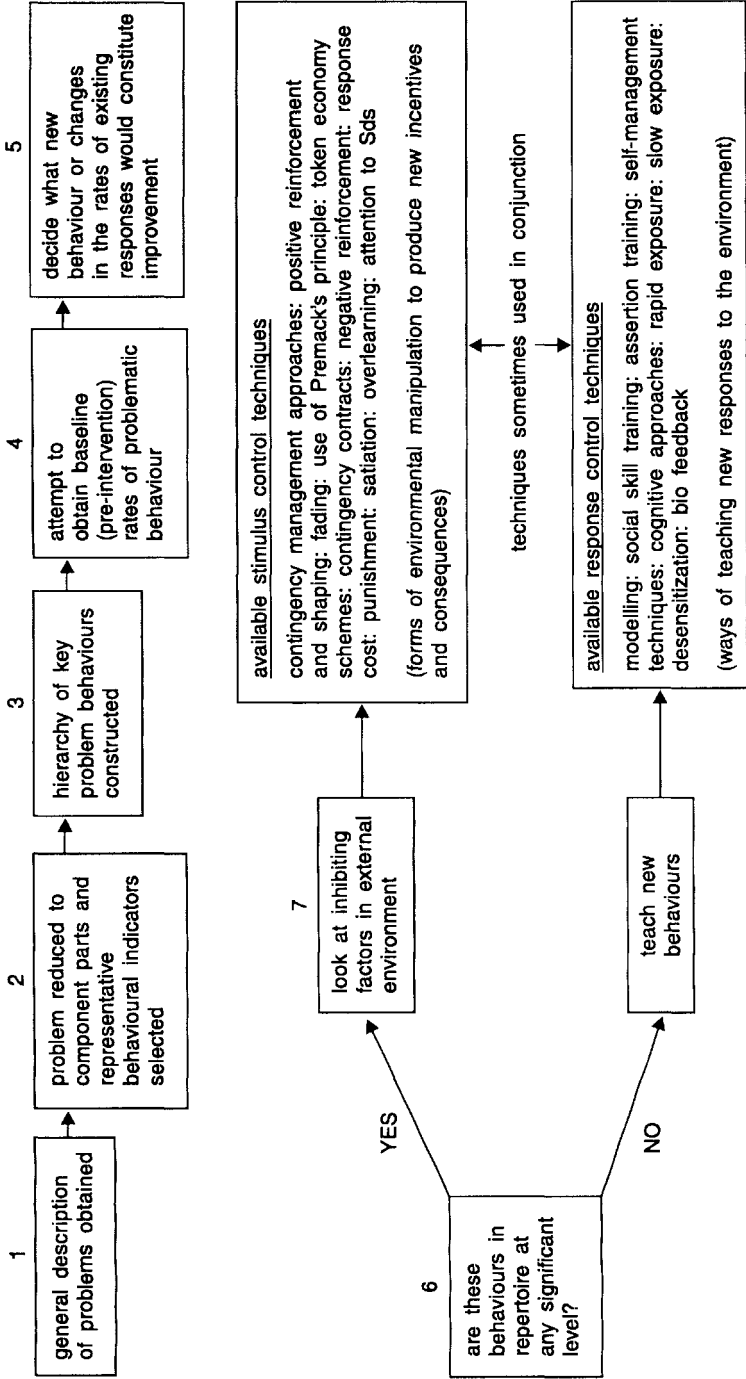 1
general description
of problems obtained
2
problem reduced to
component parts and
representative
behavioural indicators
selected
3
hierarchy of key
problem behaviours
constructed
4
attempt to
obtain baseline
(pre-intervention)
rates of problematic
behaviour
5
decide what new
behaviour or changes
in the rates of existing
responses would constitute
improvement
6
are these
behaviours in
repertoire at
any significant
level?
YES
NO
7
look at inhibiting
factors in external
environment
teach new
behaviours
available stimulus control techniques
contingency management approaches: positive reinforcement
and shaping: fading: use of Premack's principle: token economy
schemes: contingency contracts: negative reinforcement: response
cost: punishment: satiation: overlearning: attention to Sds
(forms of environmental manipulation to produce new incentives
and consequences)
techniques sometimes used in conjunction
available response control techniques
modelling: social skill training: assertion training: self-management
techniques: cognitive approaches: rapid exposure: slow exposure:
desensitization: bio feedback
(ways of teaching new responses to the environment)